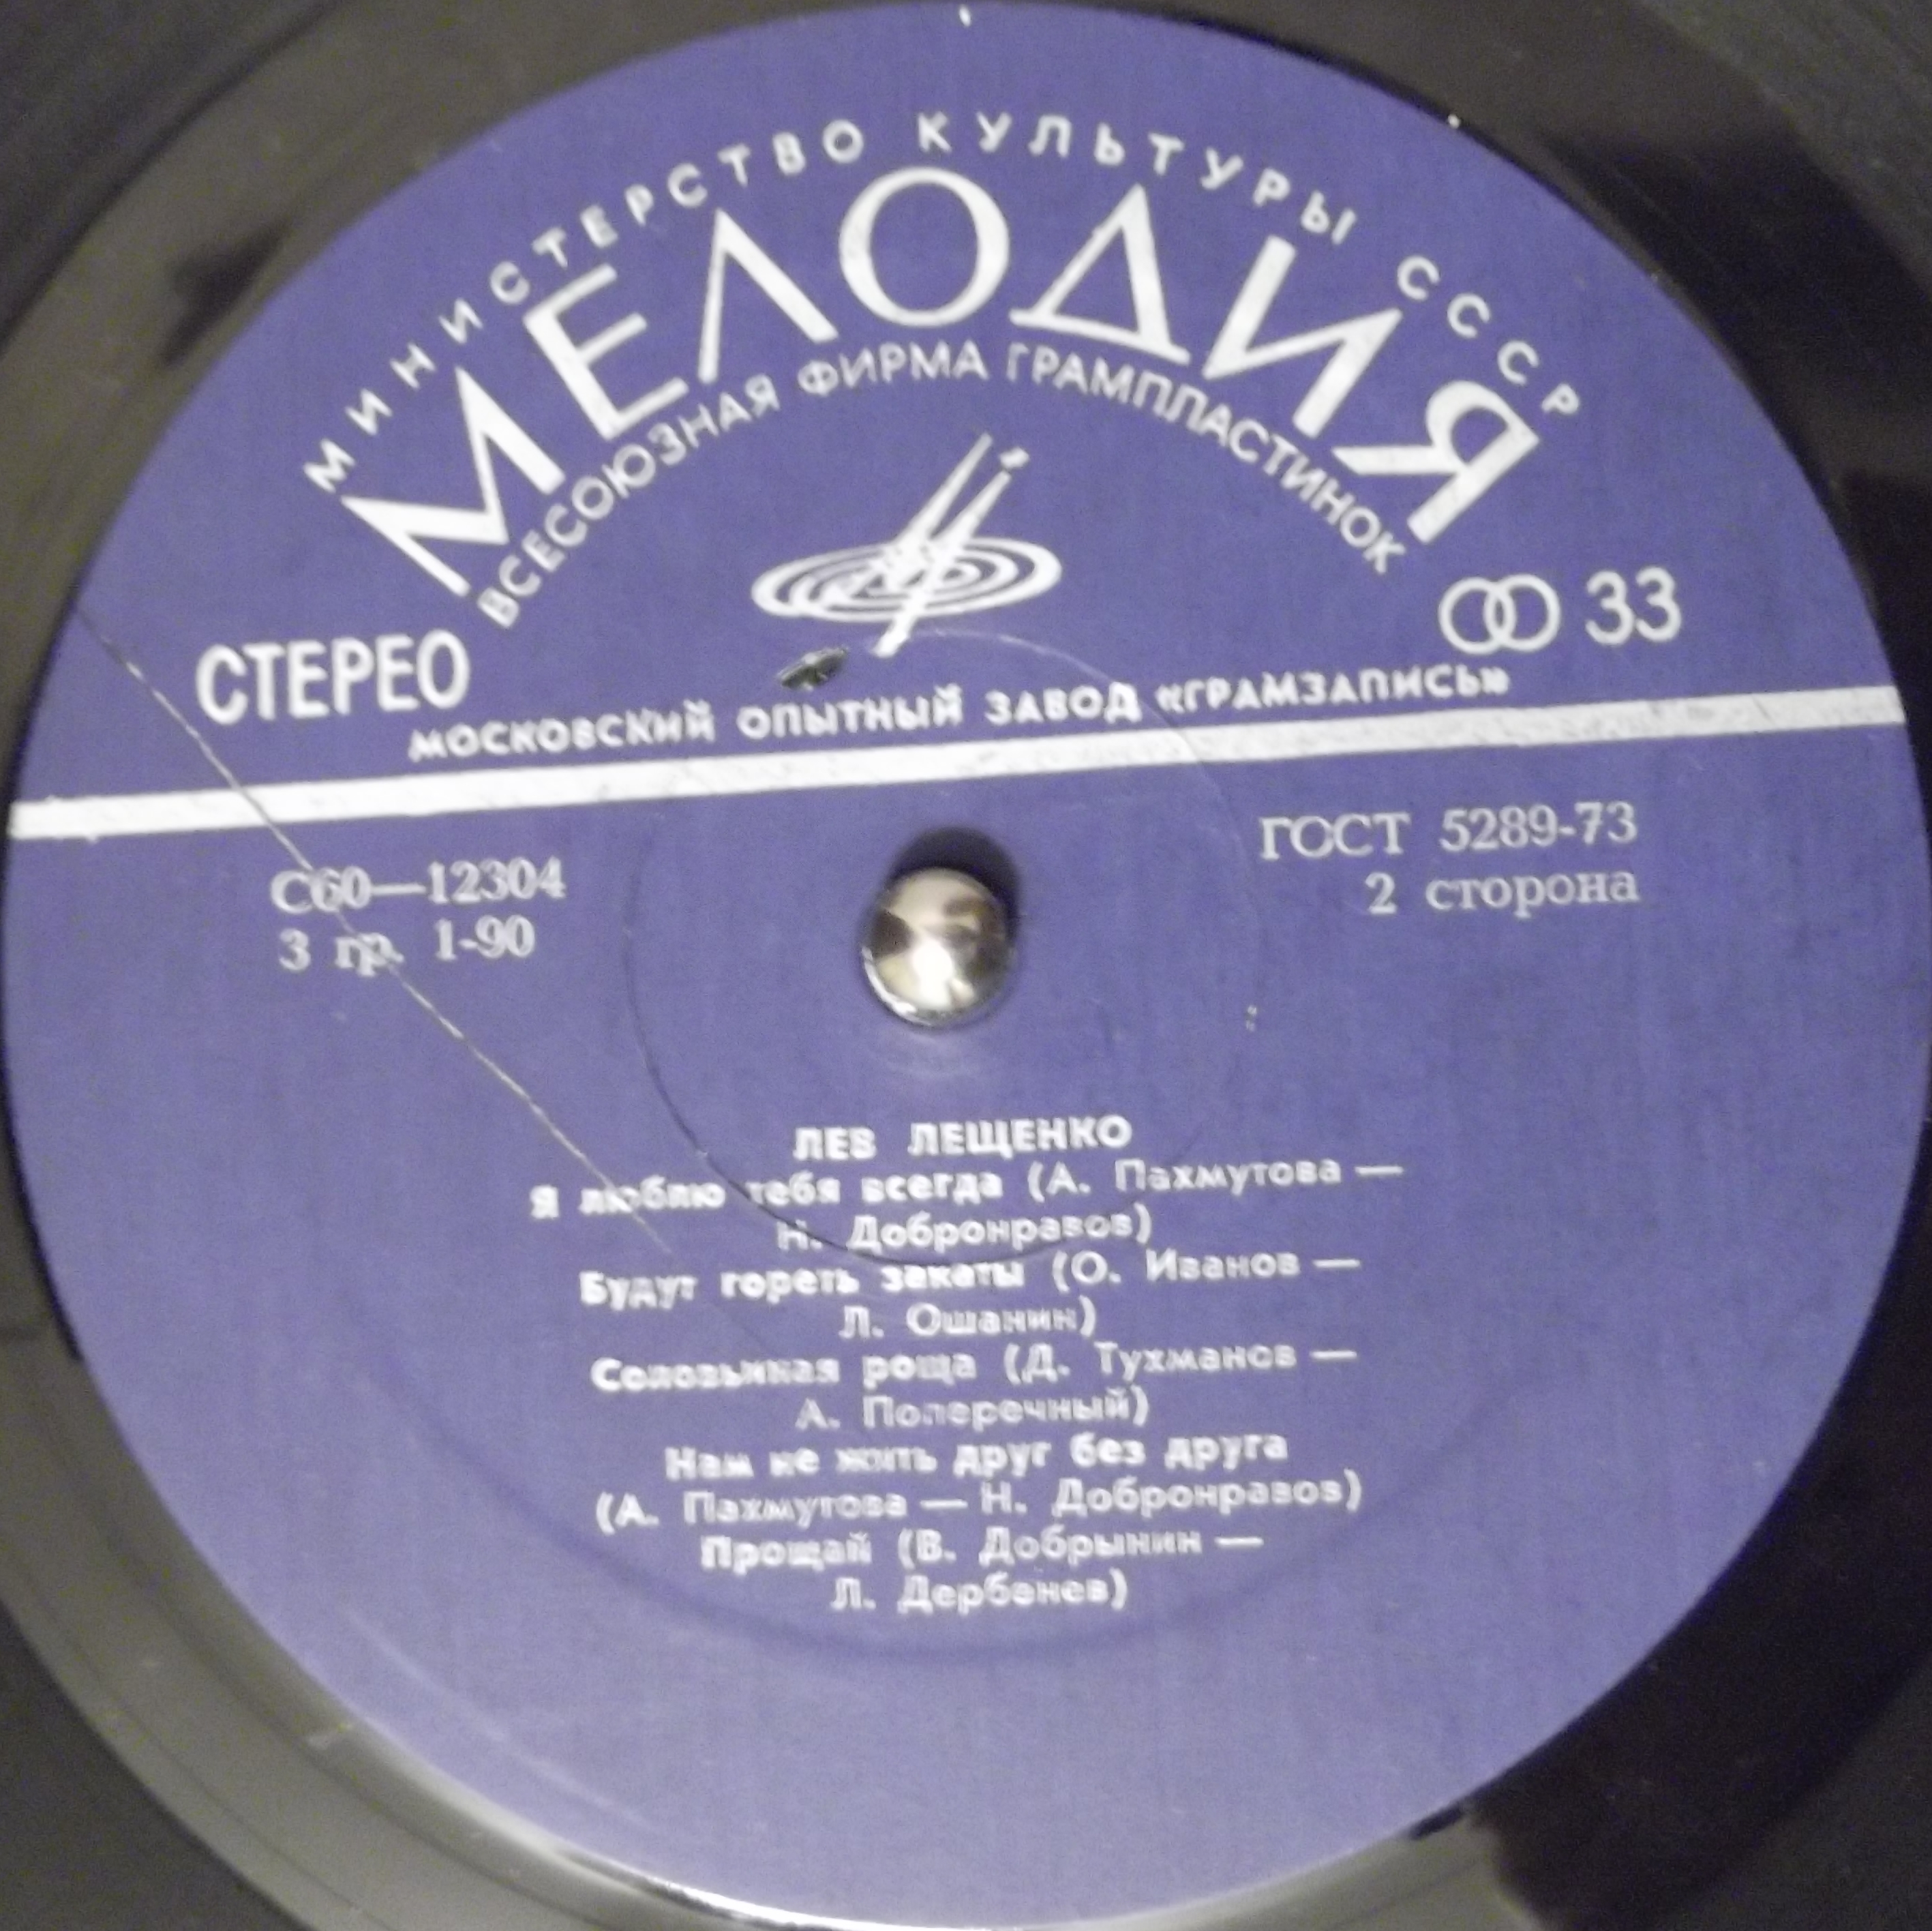 МИНИСТЕРСТВО КУЛЬТУРЫ СССР
МЕЛОДИЯ
ВСЕСОЮЗНАЯ ФИРМА ГРАМПЛАСТИНОК
СТЕРЕО
33
МОСКОВСКИЙ ОПЫТНЫЙ ЗАВОД «ГРАМЗАПИСЬ»
С60—12304
3 гр. 1-90
ГОСТ 5289-73
2 сторона
ЛЕВ ЛЕЩЕНКО
Я люблю тебя всегда (А. Пахмутова —
Н. Добронравов)
Будут гореть закаты (О. Иванов —
Л. Ошанин)
Соловьиная роща (Д. Тухманов —
А. Поперечный)
Нам не жить друг без друга
(А. Пахмутова — Н. Добронравов)
Прощай (В. Добрынин —
Л. Дербенев)